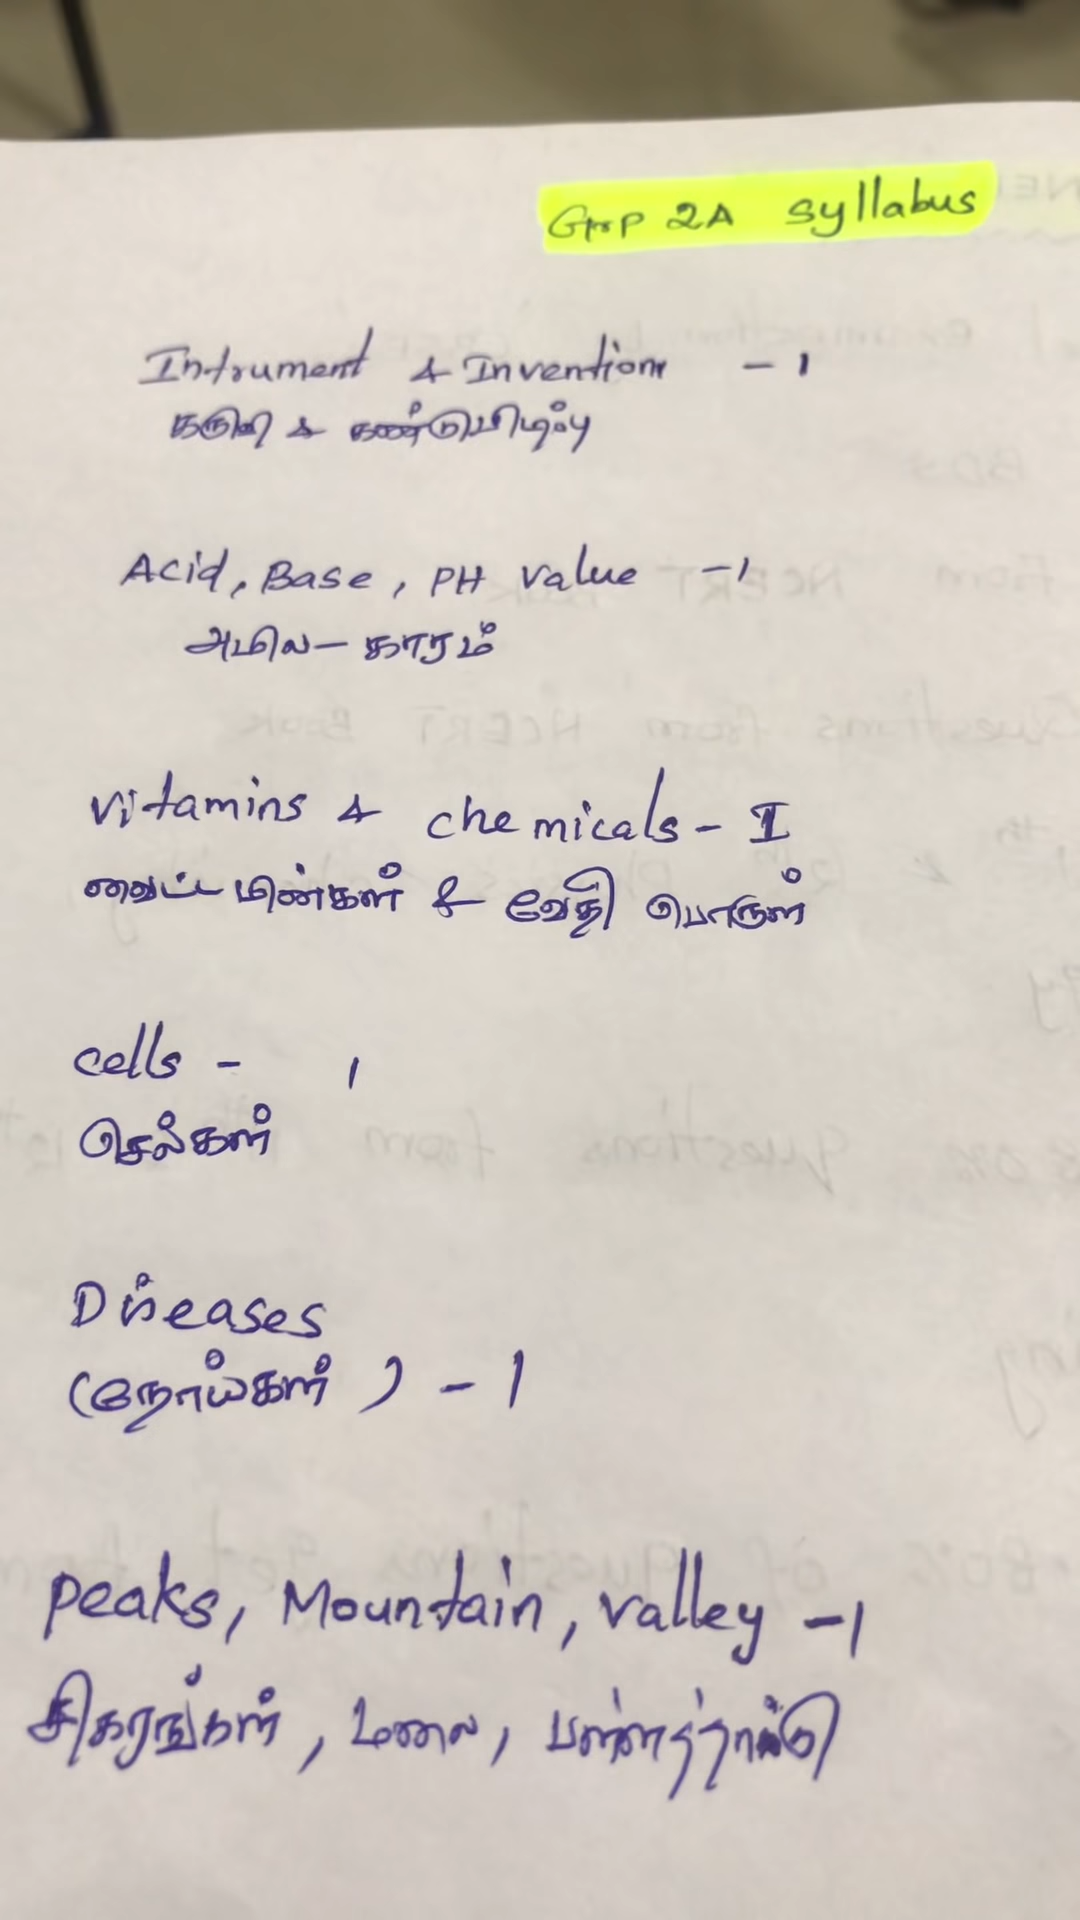 Grp 2A syllabus
Intrument & Invention - 1
கருவி & கண்டுபிடிப்பு
Acid, Base, PH value - 1
அமில - காரம்
vitamins & chemicals - I
வைட்டமின்கள் & வேதி பொருள்
cells - 1
செல்கள்
Diseases
(நோய்கள் ) - 1
Peaks, Mountain, valley - 1
சிகரங்கள், மலை, பள்ளத்தாக்கு